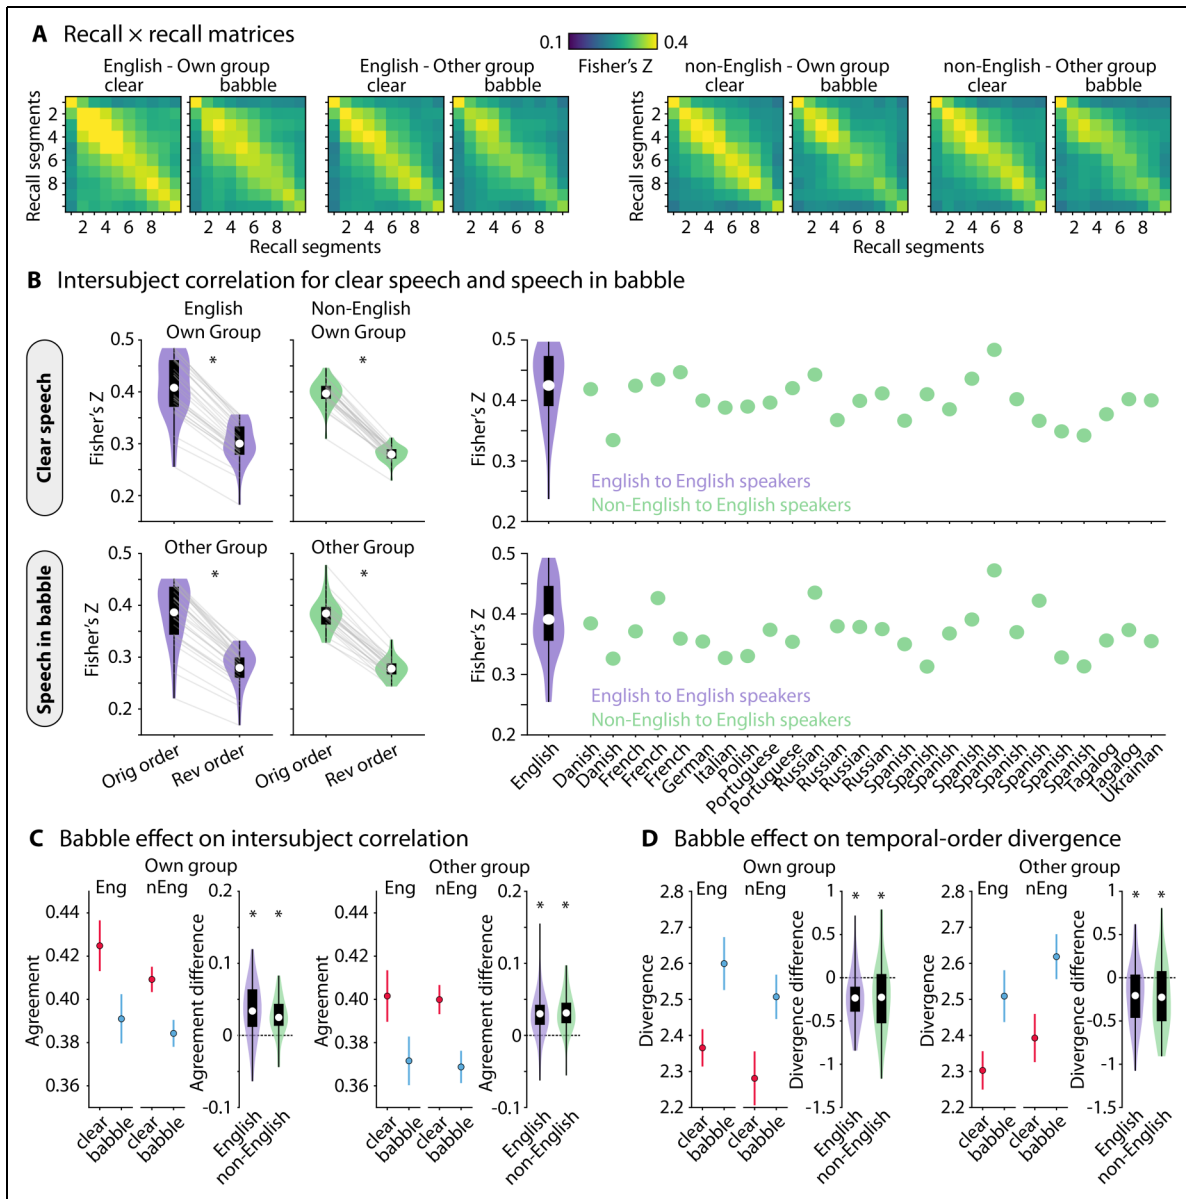 A Recall × recall matrices
0.1 0.4
Fisher's Z
English - Own group
clear babble
English - Other group
clear babble
non-English - Own group
clear babble
non-English - Other group
clear babble
Recall segments
2
4
6
8
2 4 6 8 2 4 6 8 2 4 6 8 2 4 6 8
Recall segments
Recall segments
2
4
6
8
2 4 6 8 2 4 6 8 2 4 6 8 2 4 6 8
Recall segments
B Intersubject correlation for clear speech and speech in babble
Clear speech
English
Own Group
Non-English
Own Group
* *
Fisher's Z
0.5
0.4
0.3
0.2
Fisher's Z
0.5
0.4
0.3
0.2
English to English speakers
Non-English to English speakers
Speech in babble
Other Group
Other Group
* *
Fisher's Z
0.5
0.4
0.3
0.2
Orig order Rev order Orig order Rev order
Fisher's Z
0.5
0.4
0.3
0.2
English to English speakers
Non-English to English speakers
English Danish Danish French French French German Italian Polish Portuguese Portuguese Russian Russian Russian Russian Spanish Spanish Spanish Spanish Spanish Spanish Spanish Spanish Tagalog Tagalog Ukrainian
C Babble effect on intersubject correlation
Own group
Eng nEng
Agreement
0.44
0.42
0.40
0.38
0.36
clear babble clear babble
Agreement difference
0.2
0.1
0
-0.1
* *
English non-English
Other group
Eng nEng
Agreement
0.44
0.42
0.40
0.38
0.36
clear babble clear babble
Agreement difference
0.2
0.1
0
-0.1
* *
English non-English
D Babble effect on temporal-order divergence
Own group
Eng nEng
Divergence
2.8
2.7
2.6
2.5
2.4
2.3
2.2
clear babble clear babble
Divergence difference
1
0.5
0
-0.5
-1
-1.5
* *
English non-English
Other group
Eng nEng
Divergence
2.8
2.7
2.6
2.5
2.4
2.3
2.2
clear babble clear babble
Divergence difference
1
0.5
0
-0.5
-1
-1.5
* *
English non-English